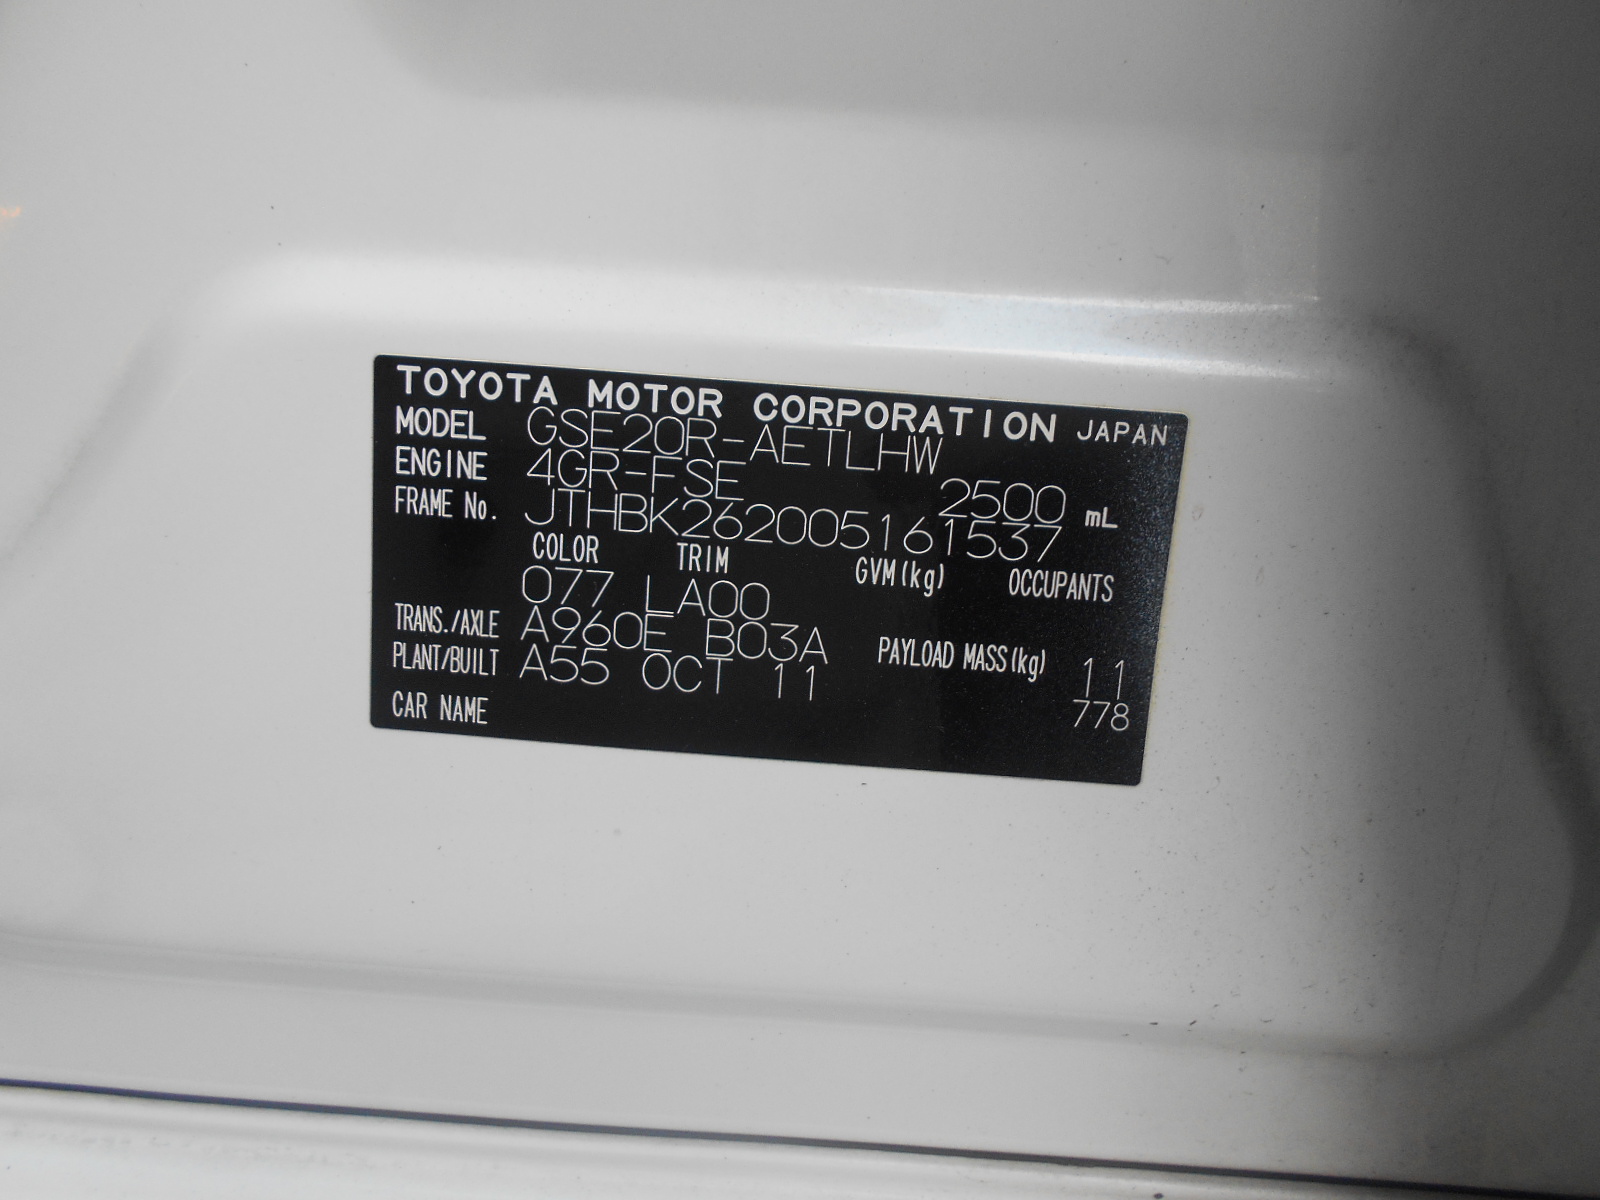 TOYOTA MOTOR CORPORATION JAPAN
MODEL GSE20R-AETLHW
ENGINE 4GR-FSE 2500 mL
FRAME No. JTHBK262005161537
COLOR TRIM GVM(kg) OCCUPANTS
077 LA00
TRANS./AXLE A960E B03A PAYLOAD MASS(kg) 11
PLANT/BUILT A55 OCT 11 778
CAR NAME